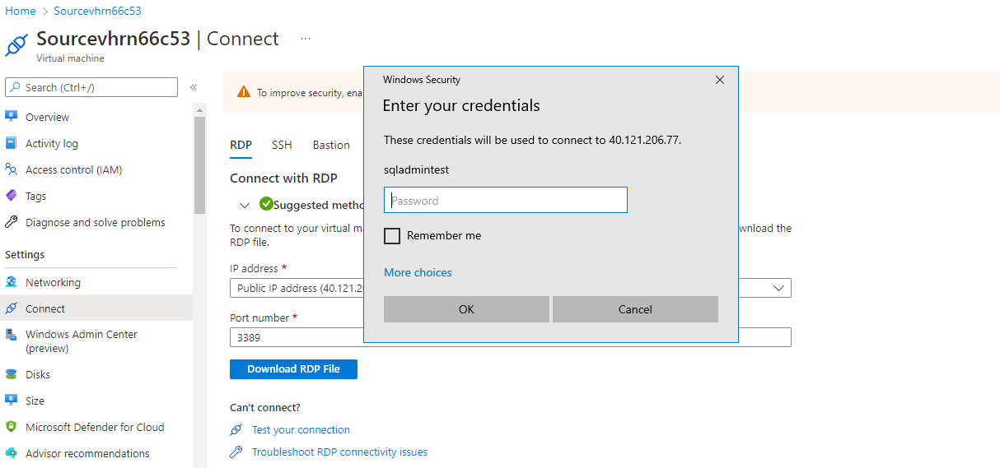 Home > Sourcevhrn66c53
Sourcevhrn66c53 | Connect ...
Virtual machine
Search (Ctrl+/) «
Overview
Activity log
Access control (IAM)
Tags
Diagnose and solve problems
Settings
Networking
Connect
Windows Admin Center
(preview)
Disks
Size
Microsoft Defender for Cloud
Advisor recommendations
To improve security, ena
RDP SSH Bastion
Connect with RDP
Suggested metho
To connect to your virtual ma wnload the
RDP file.
IP address *
Public IP address (40.121.20
Port number *
3389
Download RDP File
Can't connect?
Test your connection
Troubleshoot RDP connectivity issues
Windows Security
Enter your credentials
These credentials will be used to connect to 40.121.206.77.
sqladmintest
Password
Remember me
More choices
OK Cancel